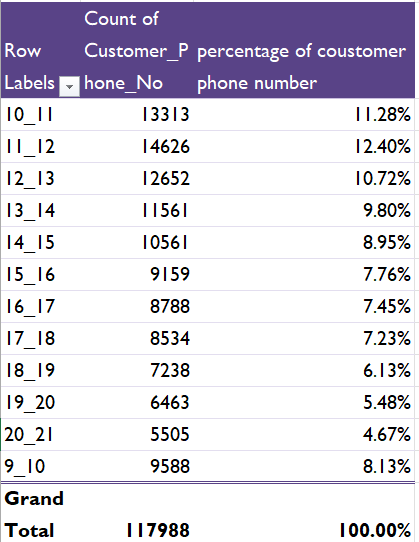 Count of
Row Customer_P percentage of coustomer
Labels hone_No phone number
10_11 13313 11.28%
11_12 14626 12.40%
12_13 12652 10.72%
13_14 11561 9.80%
14_15 10561 8.95%
15_16 9159 7.76%
16_17 8788 7.45%
17_18 8534 7.23%
18_19 7238 6.13%
19_20 6463 5.48%
20_21 5505 4.67%
9_10 9588 8.13%
Grand
Total 117988 100.00%